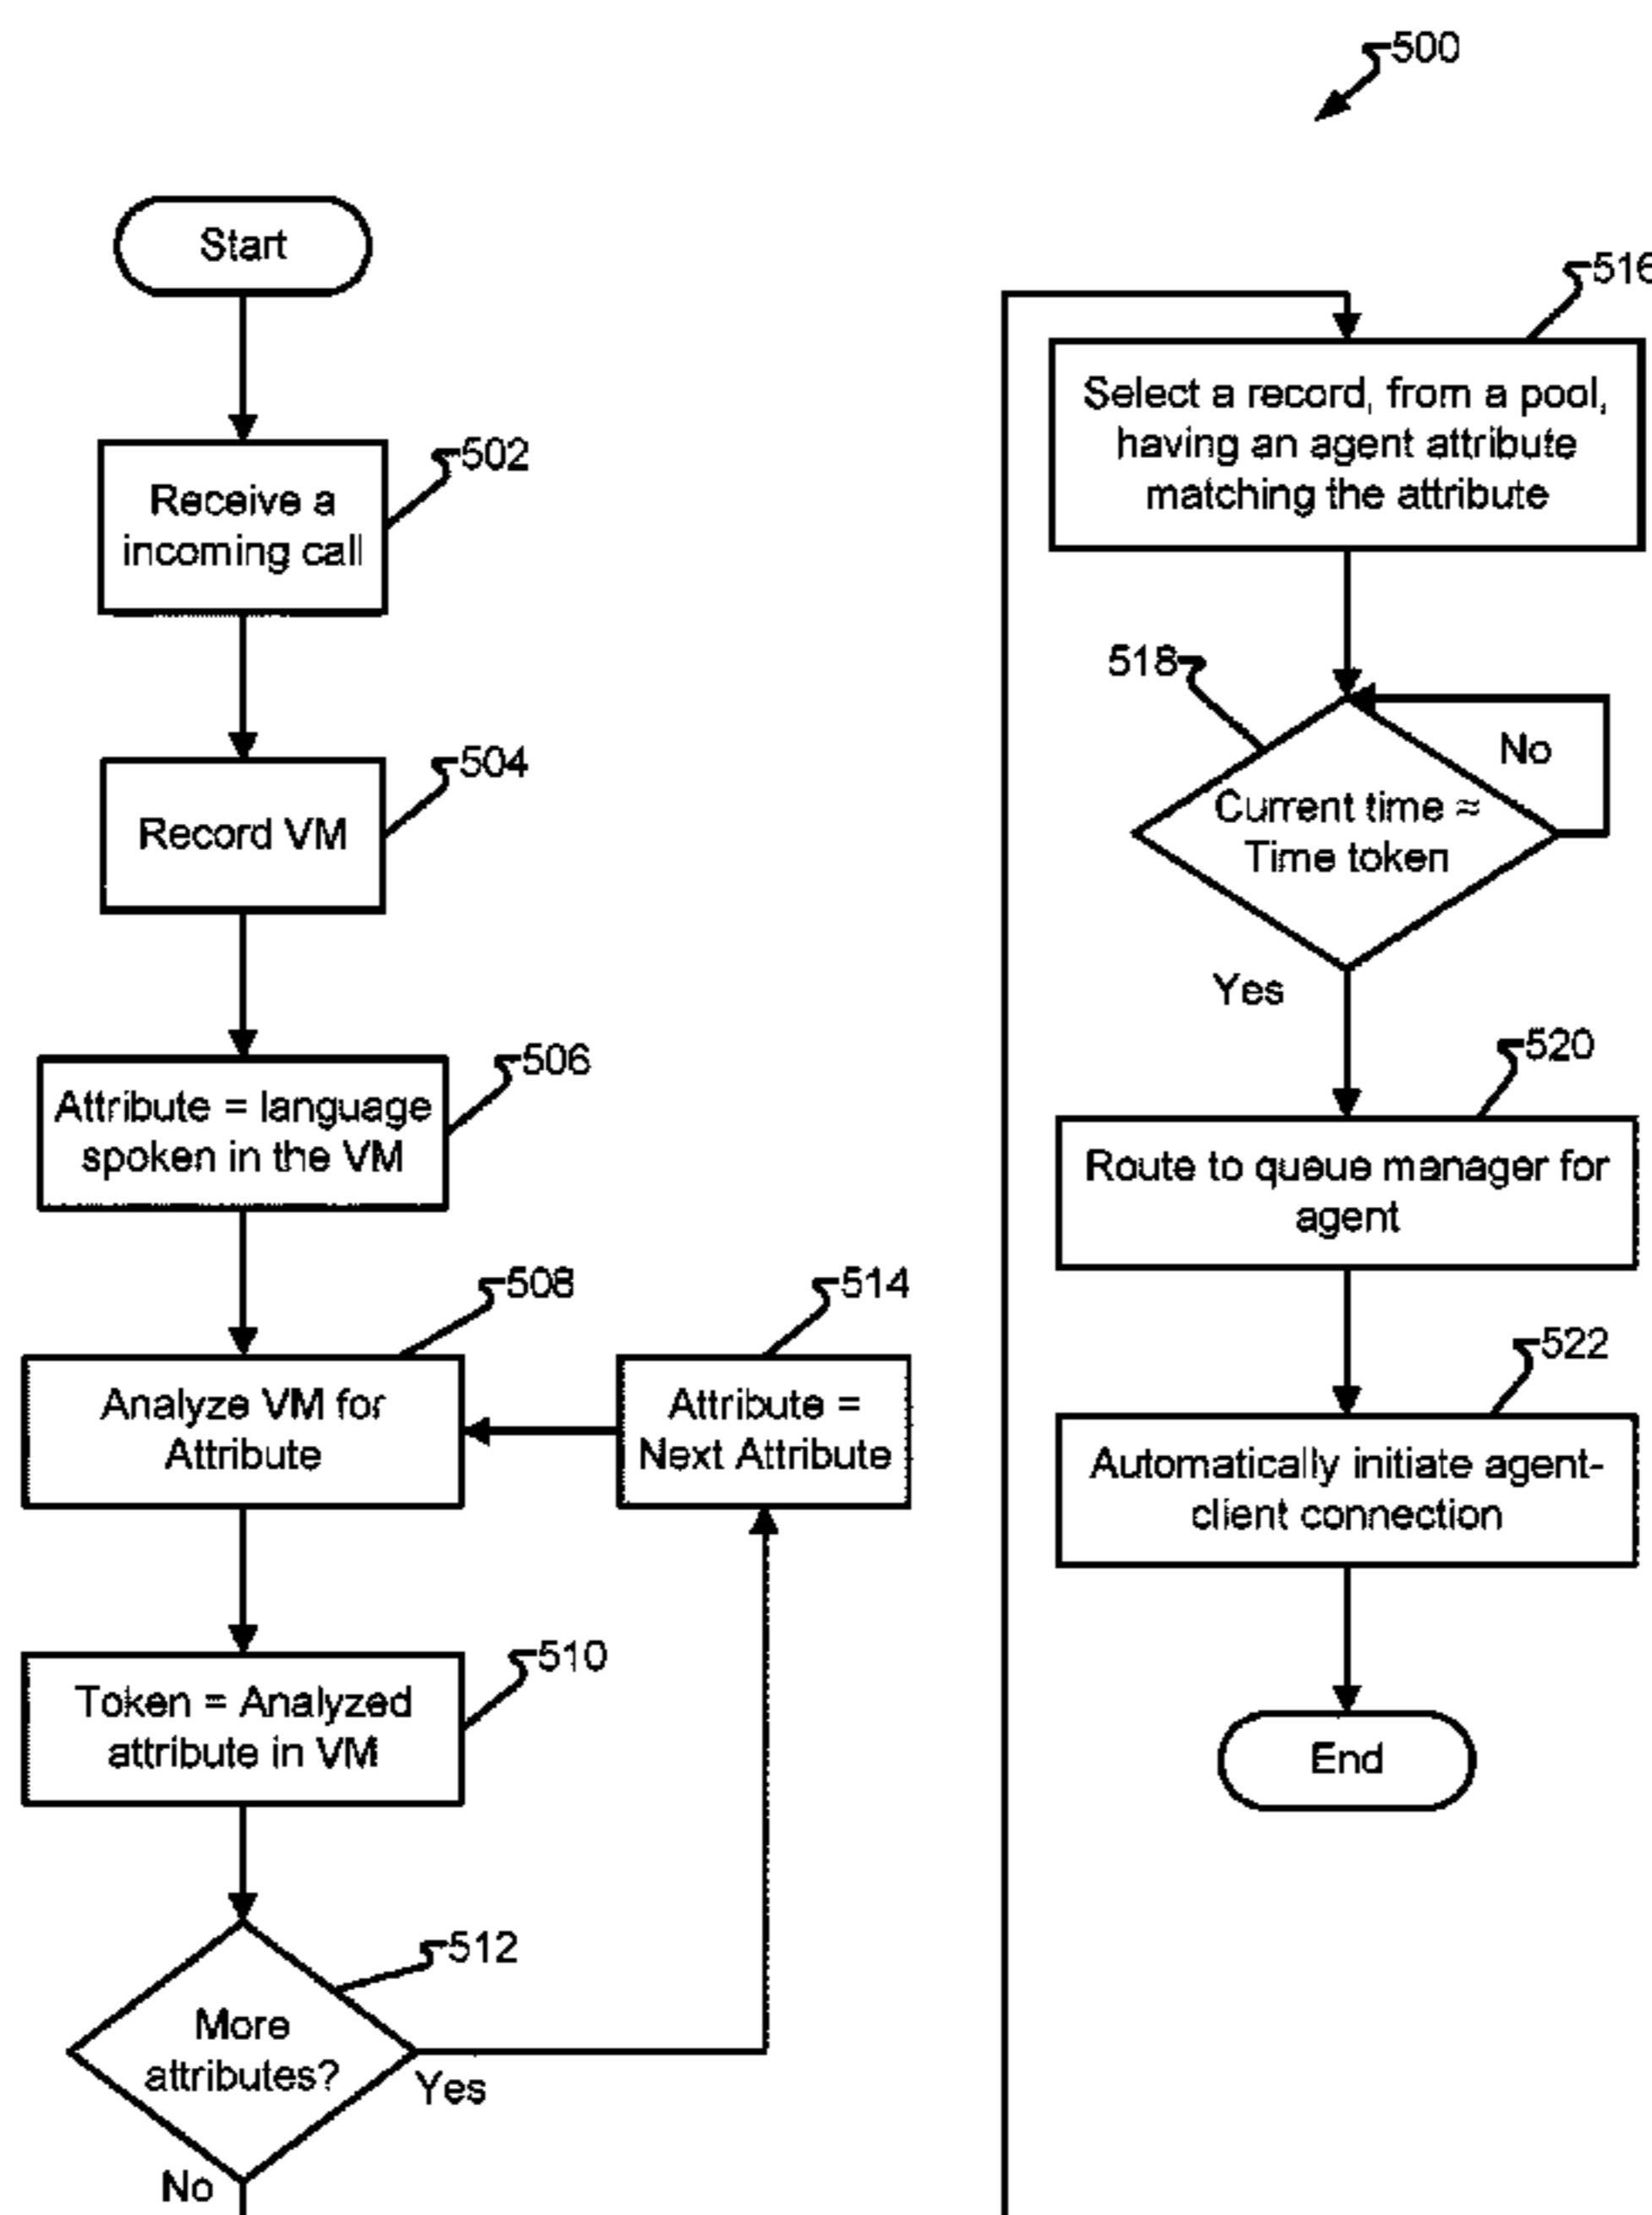 500
Start
502
Receive a
incoming call
504
Record VM
506
Attribute = language
spoken in the VM
508
Analyze VM for
Attribute
514
Attribute =
Next Attribute
510
Token = Analyzed
attribute in VM
512
More
attributes?
Yes
No
516
Select a record, from a pool,
having an agent attribute
matching the attribute
518
No
Current time ≈
Time token
Yes
520
Route to queue manager for
agent
522
Automatically initiate agent-
client connection
End